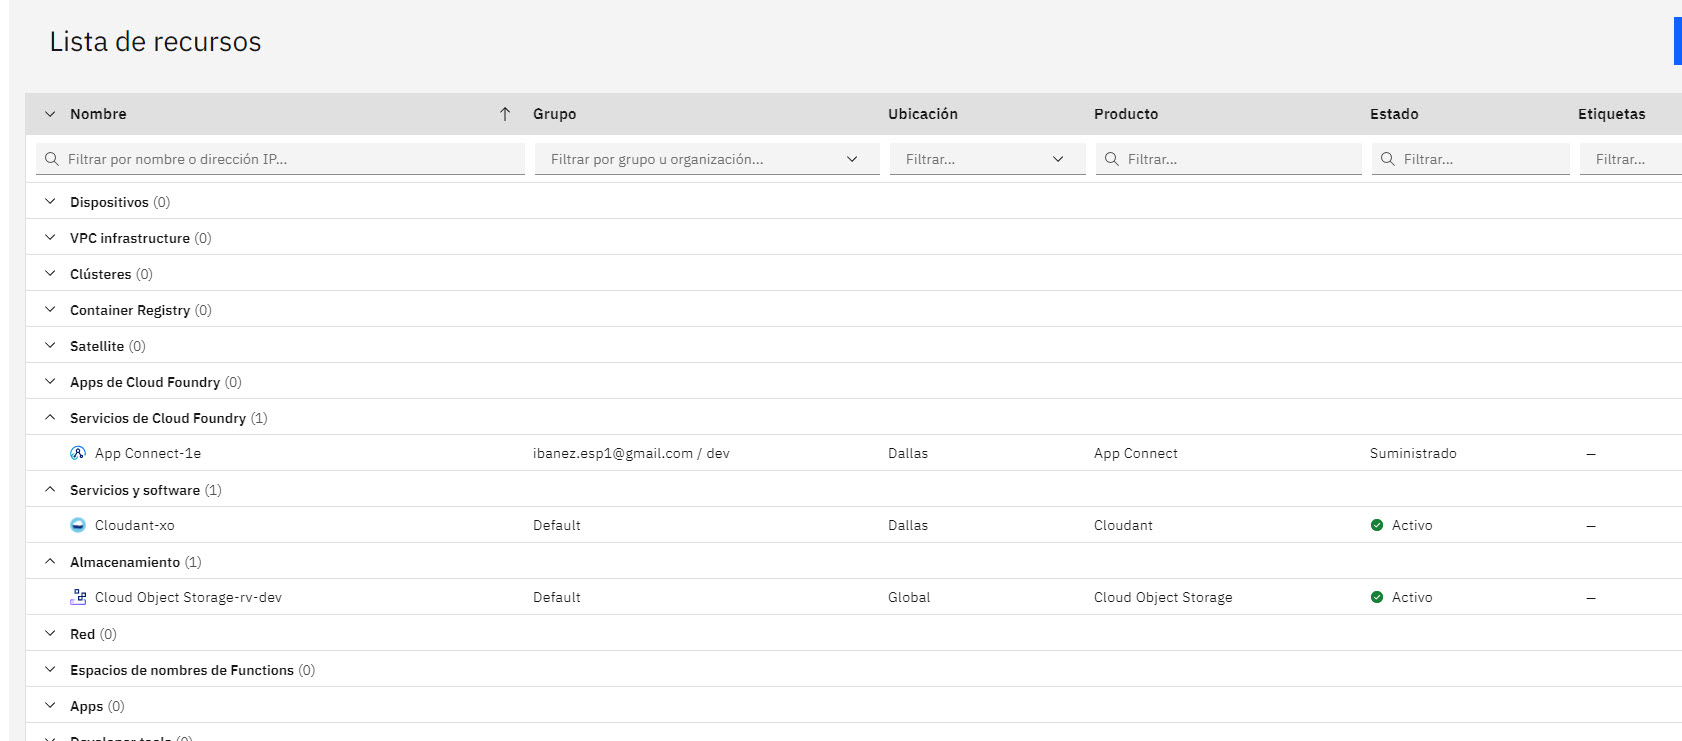 Lista de recursos
Nombre Grupo Ubicación Producto Estado Etiquetas
Filtrar por nombre o dirección IP... Filtrar por grupo u organización... Filtrar... Filtrar... Filtrar... Filtrar...
Dispositivos (0)
VPC infrastructure (0)
Clústeres (0)
Container Registry (0)
Satellite (0)
Apps de Cloud Foundry (0)
Servicios de Cloud Foundry (1)
App Connect-1e ibanez.esp1@gmail.com / dev Dallas App Connect Suministrado –
Servicios y software (1)
Cloudant-xo Default Dallas Cloudant Activo –
Almacenamiento (1)
Cloud Object Storage-rv-dev Default Global Cloud Object Storage Activo –
Red (0)
Espacios de nombres de Functions (0)
Apps (0)
Developer tools (0)